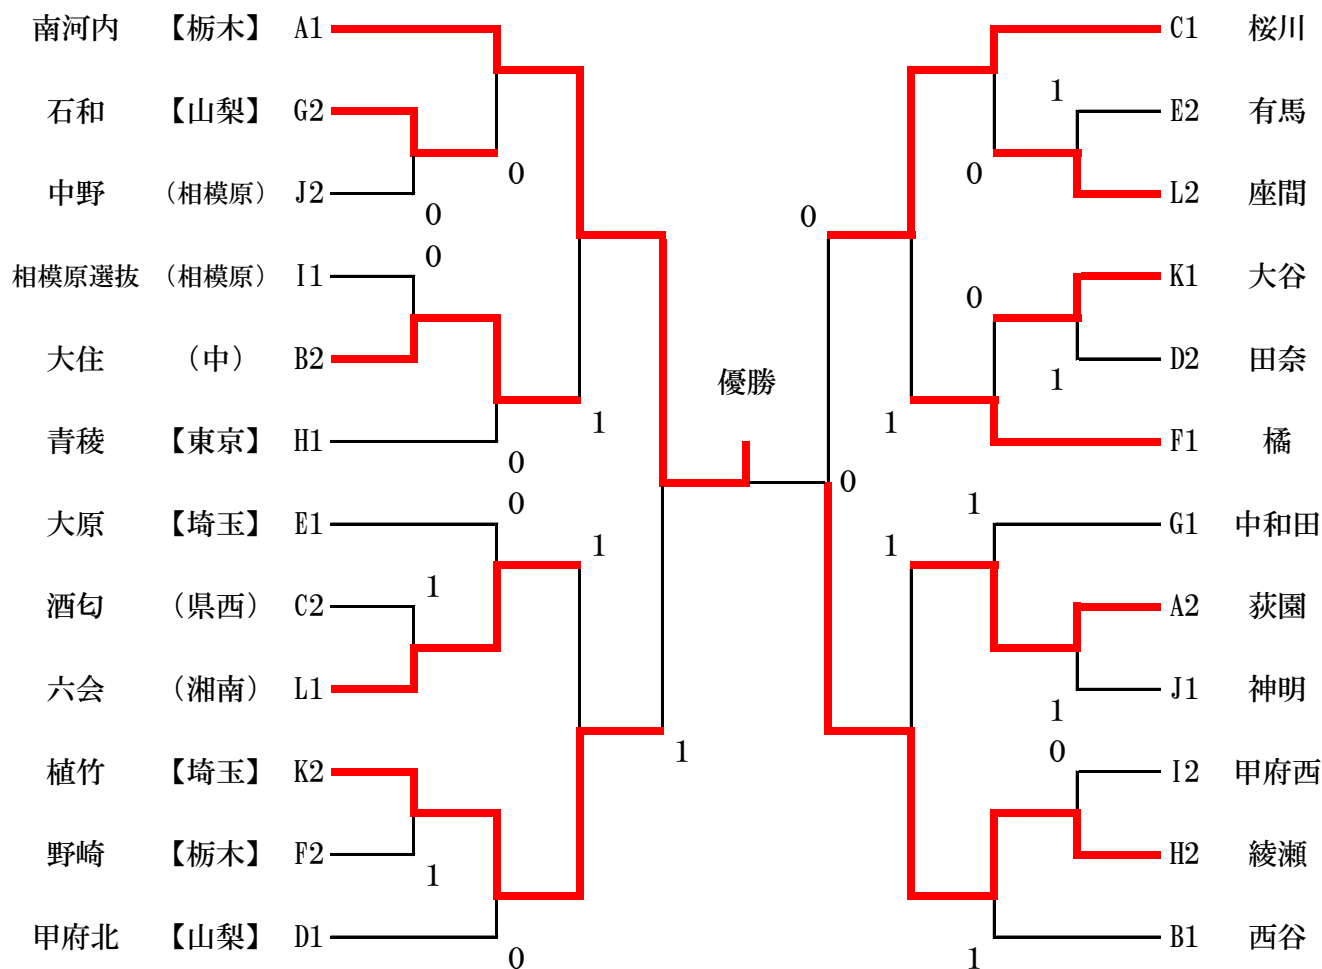 南河内 【栃木】 A1
石和 【山梨】 G2
0
中野 （相模原） J2
0
0
相模原選抜 （相模原） I1
大住 （中） B2
1
青稜 【東京】 H1
0
0
大原 【埼玉】 E1
1
酒匂 （県西） C2
1
六会 （湘南） L1
1
植竹 【埼玉】 K2
野崎 【栃木】 F2
1
甲府北 【山梨】 D1
0
優勝
0
0
C1 桜川
1
E2 有馬
0
L2 座間
0
K1 大谷
D2 田奈
1
1
F1 橘
1
G1 中和田
1
A2 荻園
J1 神明
1
0
I2 甲府西
H2 綾瀬
B1 西谷
1